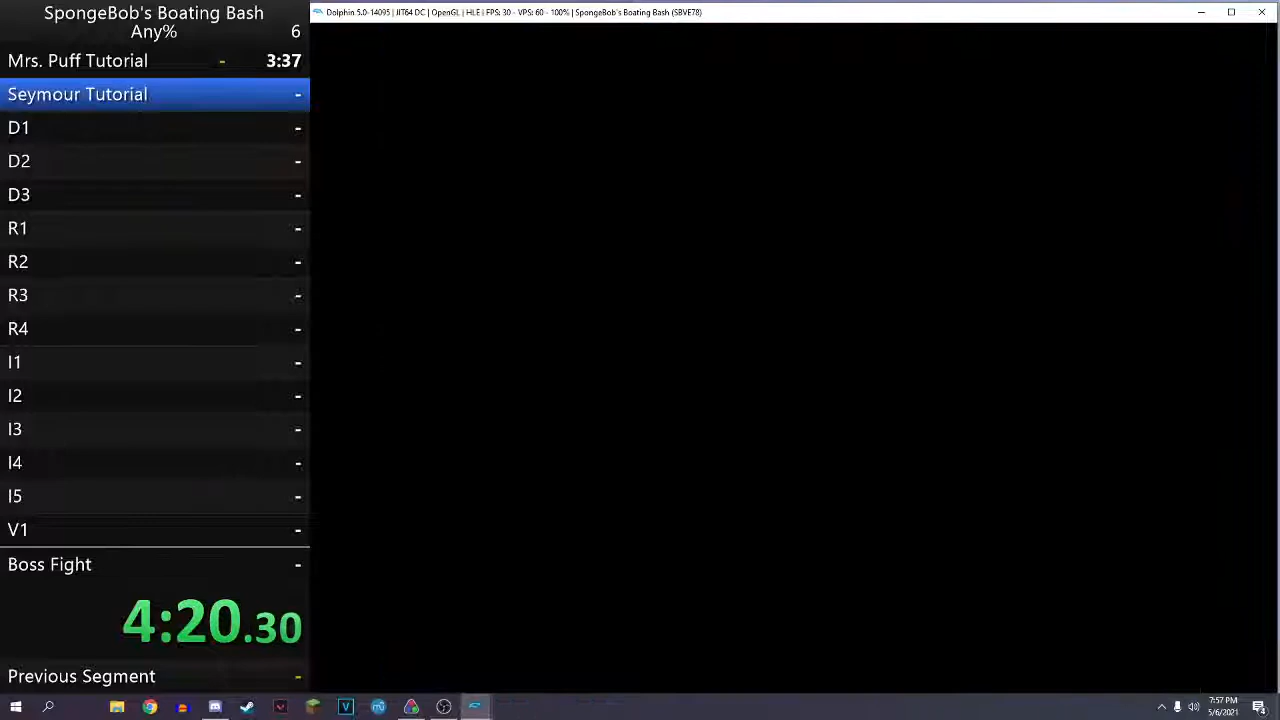 SpongeBob's Boating Bash
Any% 6
Mrs. Puff Tutorial - 3:37
Seymour Tutorial -
D1 -
D2 -
D3 -
R1 -
R2 -
R3 -
R4 -
I1 -
I2 -
I3 -
I4 -
I5 -
V1 -
Boss Fight -
4:20.30
Previous Segment -
Dolphin 5.0-14095 | JIT64 DC | OpenGL | HLE | FPS: 30 - VPS: 60 - 100% | SpongeBob's Boating Bash (SBVE78)
7:57 PM
5/6/2021